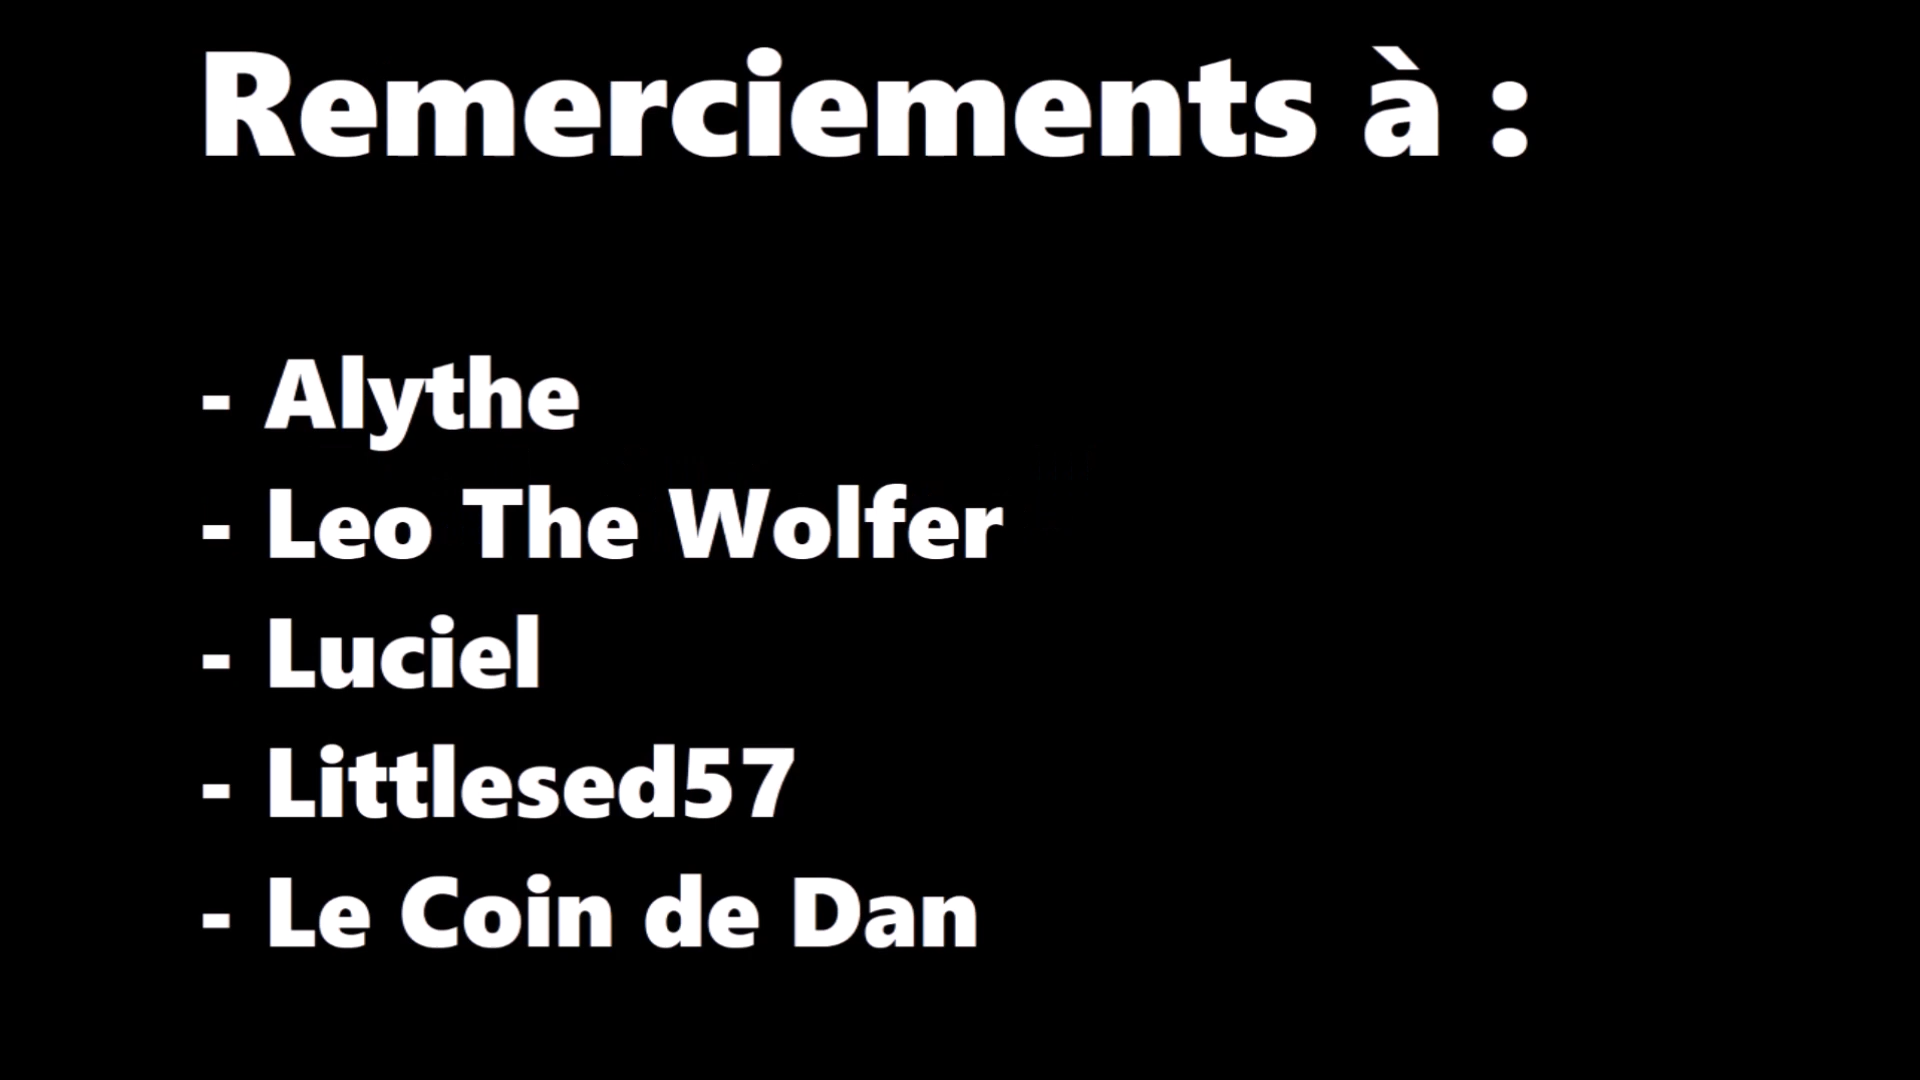 Remerciements à :
- Alythe
- Leo The Wolfer
- Luciel
- Littlesed57
- Le Coin de Dan